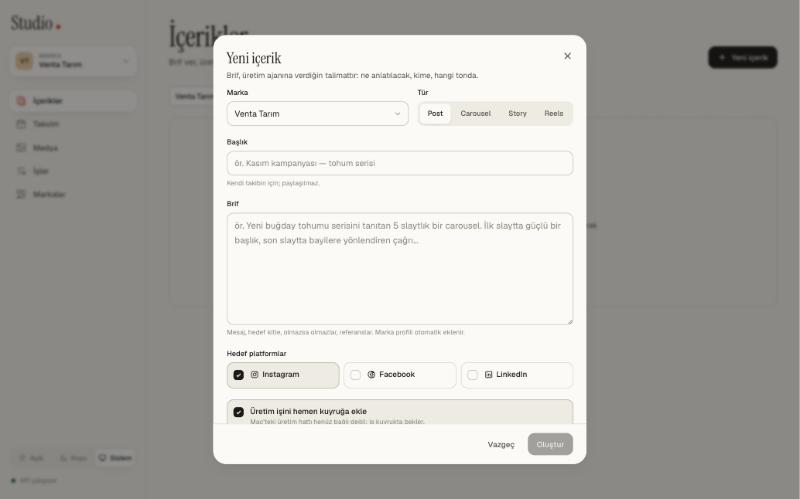 Studio
İçerikler
Yeni içerik
Venta Tarım
İçerikler
Takvim
Medya
İşler
Markalar
Sistem
Yeni içerik
Brif, üretim ajanına verdiğin talimattır: ne anlatılacak, kime, hangi tonda.
Marka
Tür
Venta Tarım
Post Carousel Story Reels
Başlık
ör. Kasım kampanyası — tohum serisi
Kendi takibin için; paylaşılmaz.
Brif
ör. Yeni buğday tohumu serisini tanıtan 5 slaytlık bir carousel. İlk slaytta güçlü bir
başlık, son slaytta bayilere yönlendiren çağrı...
Mesaj, hedef kitle, olmazsa olmazlar, referanslar. Marka profili otomatik eklenir.
Hedef platformlar
Instagram Facebook LinkedIn
Üretim işini hemen kuyruğa ekle
Mac'teki üretim hattı henüz bağlı değil; iş kuyrukta bekler.
Vazgeç Oluştur